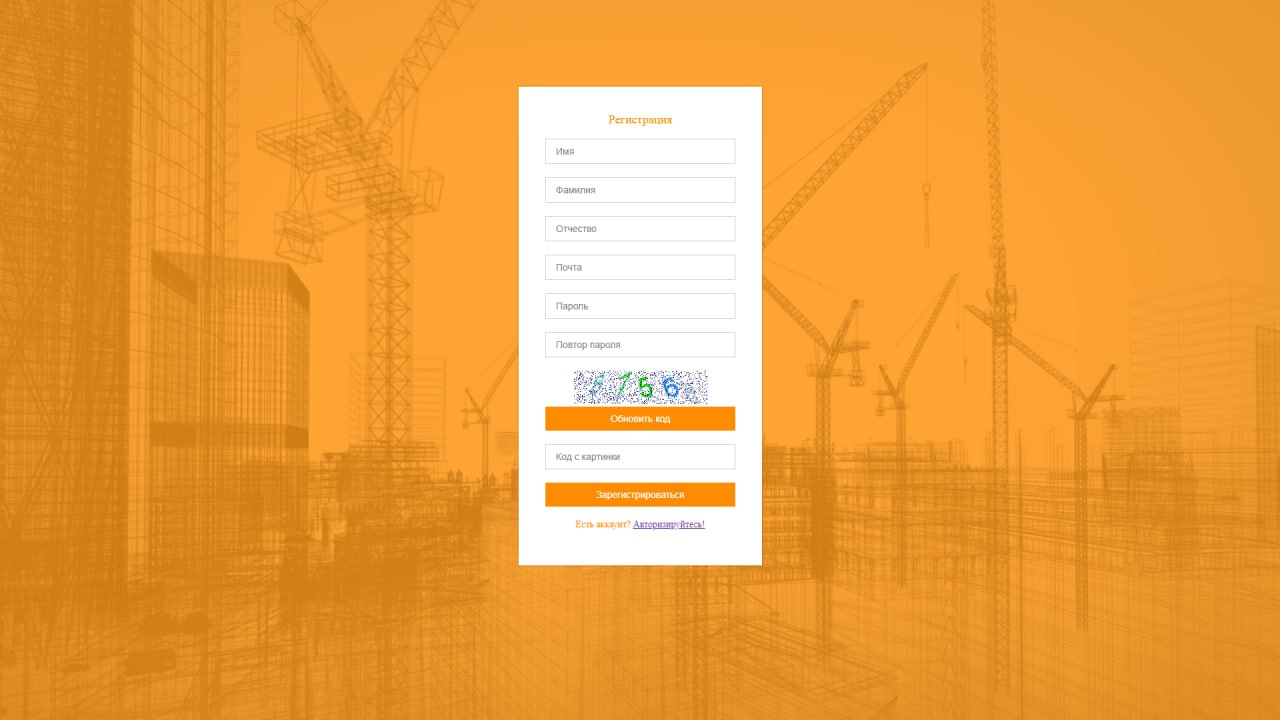 Регистрация
Имя
Фамилия
Отчество
Почта
Пароль
Повтор пароля
Обновить код
Код с картинки
Зарегистрироваться
Есть аккаунт? Авторизируйтесь!